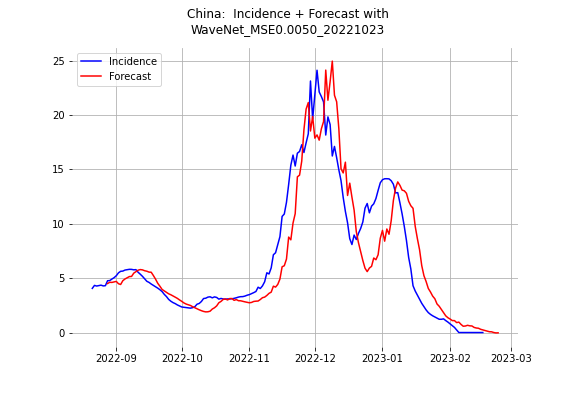 China:  Incidence + Forecast with
WaveNet_MSE0.0050_20221023
Incidence
Forecast
25
20
15
10
5
0
2022-09 2022-10 2022-11 2022-12 2023-01 2023-02 2023-03